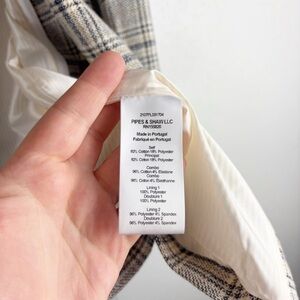 PIPES & SHAW LLC
Made in Portugal
Fabriqué en Portugal
Self
82% Cotton 18% Polyester
Principal
82% Coton 18% Polyester
Combo
96% Cotton 4% Elastane
Combo
96% Coton 4% Élasthanne
Lining 1
100% Polyester
Doublure 1
100% Polyester
Lining 2
96% Polyester 4% Spandex
Doublure 2
96% Polyester 4% Spandex